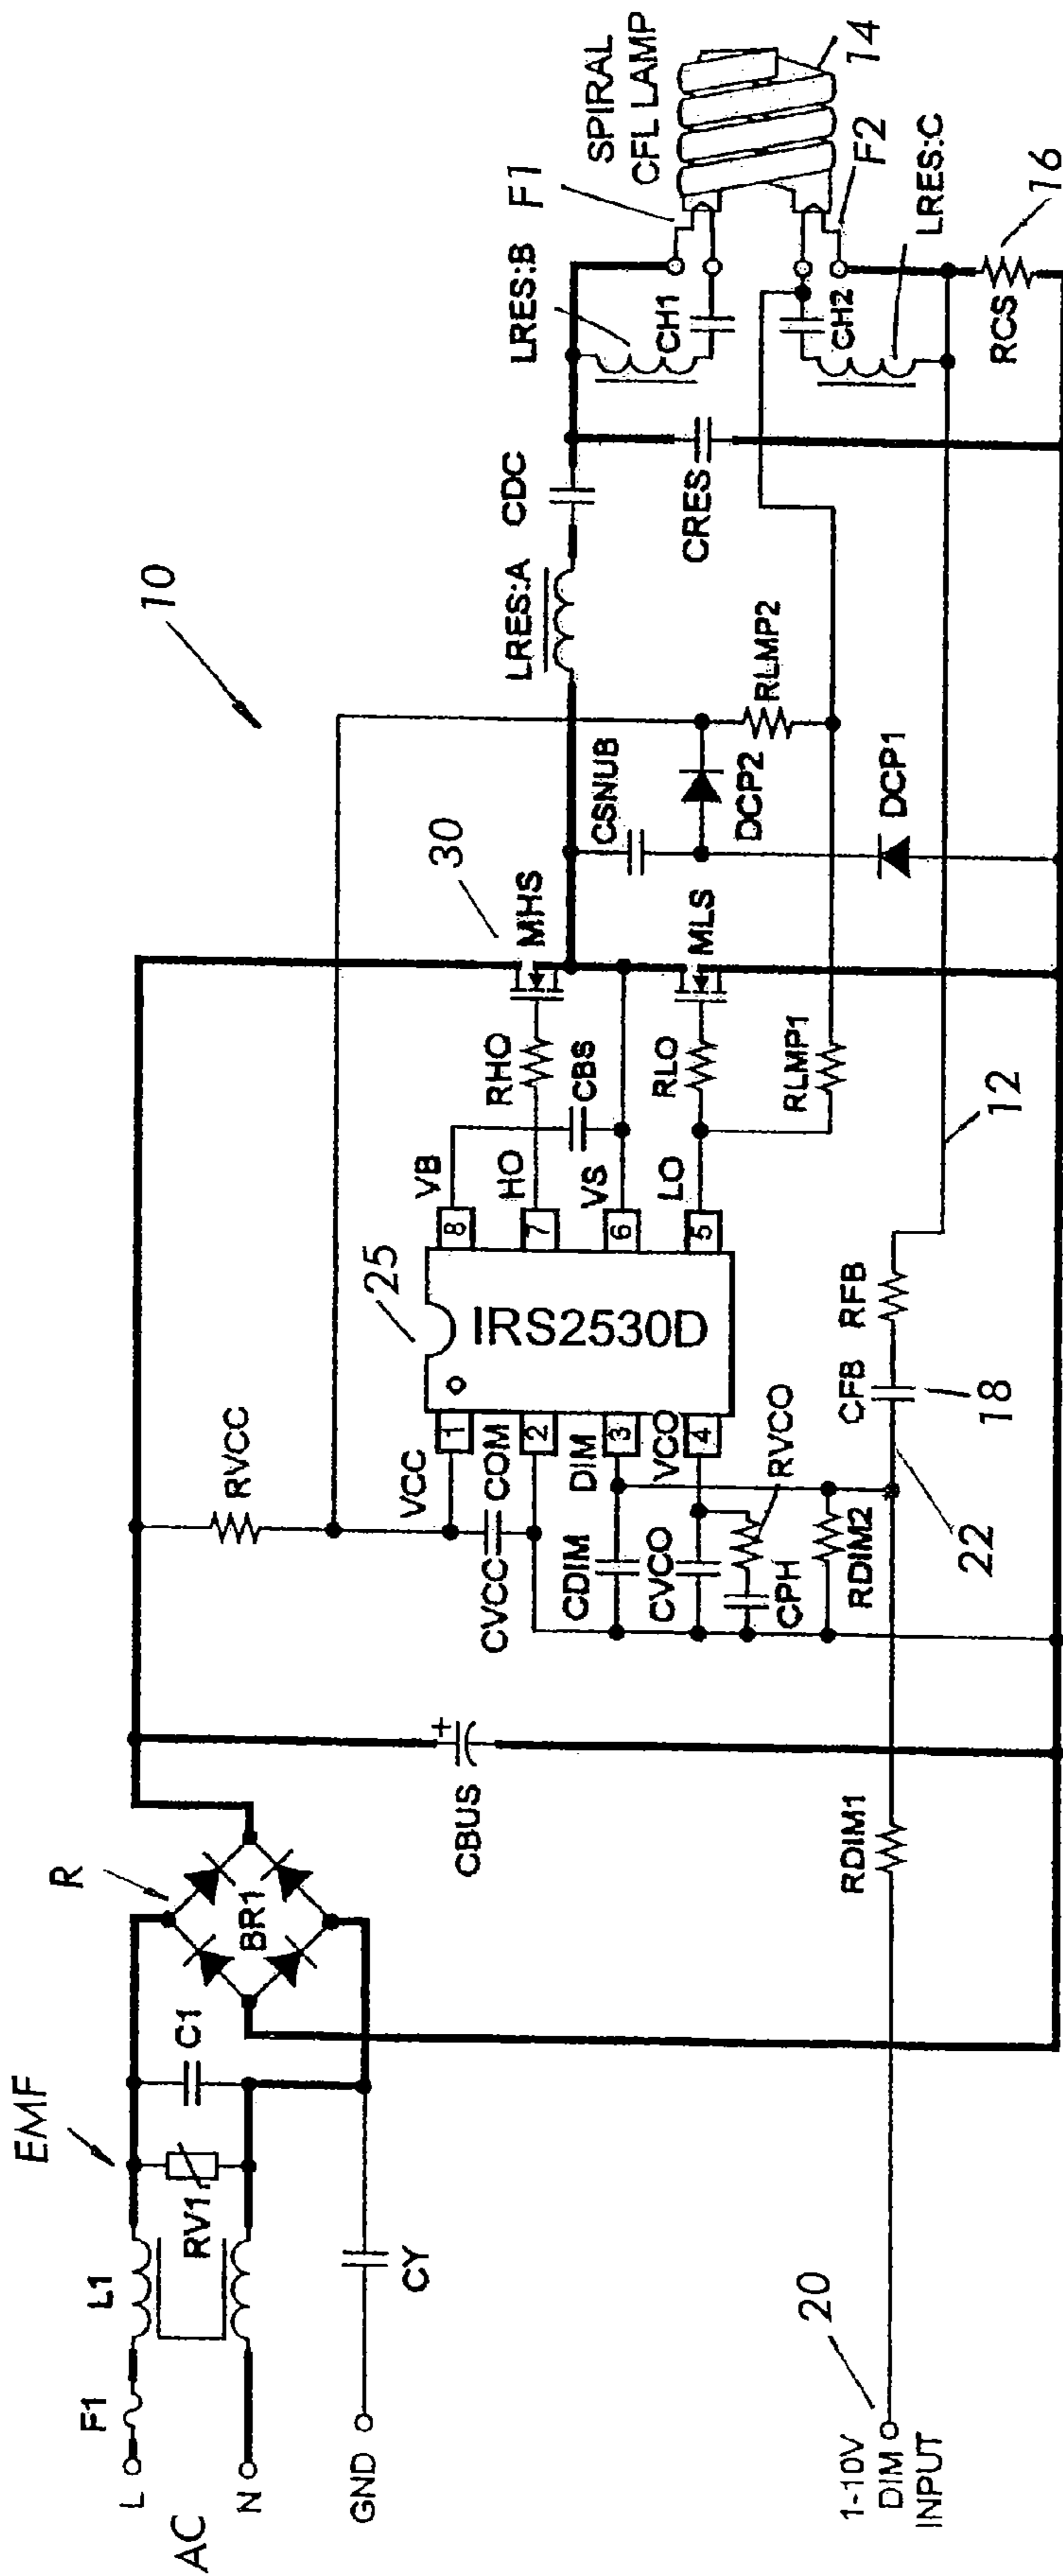 10
AC
L
F1
L1
EMF
RV1
C1
R
BR1
N
GND
CY
CBUS
+
RVCC
VCC
CVCC
COM
CDIM
DIM
CVCO
VCO
CPH
RVCO
RDIM2
1
2
3
4
25
IRS2530D
8
7
6
5
VB
HO
VS
LO
RHO
CBS
RLO
RLMP1
30
MHS
MLS
CSNUB
DCP2
RLMP2
DCP1
LRES:A
CDC
CRES
LRES:B
CH1
CH2
F1
SPIRAL
CFL LAMP
14
F2
LRES:C
RCS
16
12
RFB
CFB
18
22
RDIM1
20
1-10V
DIM
INPUT